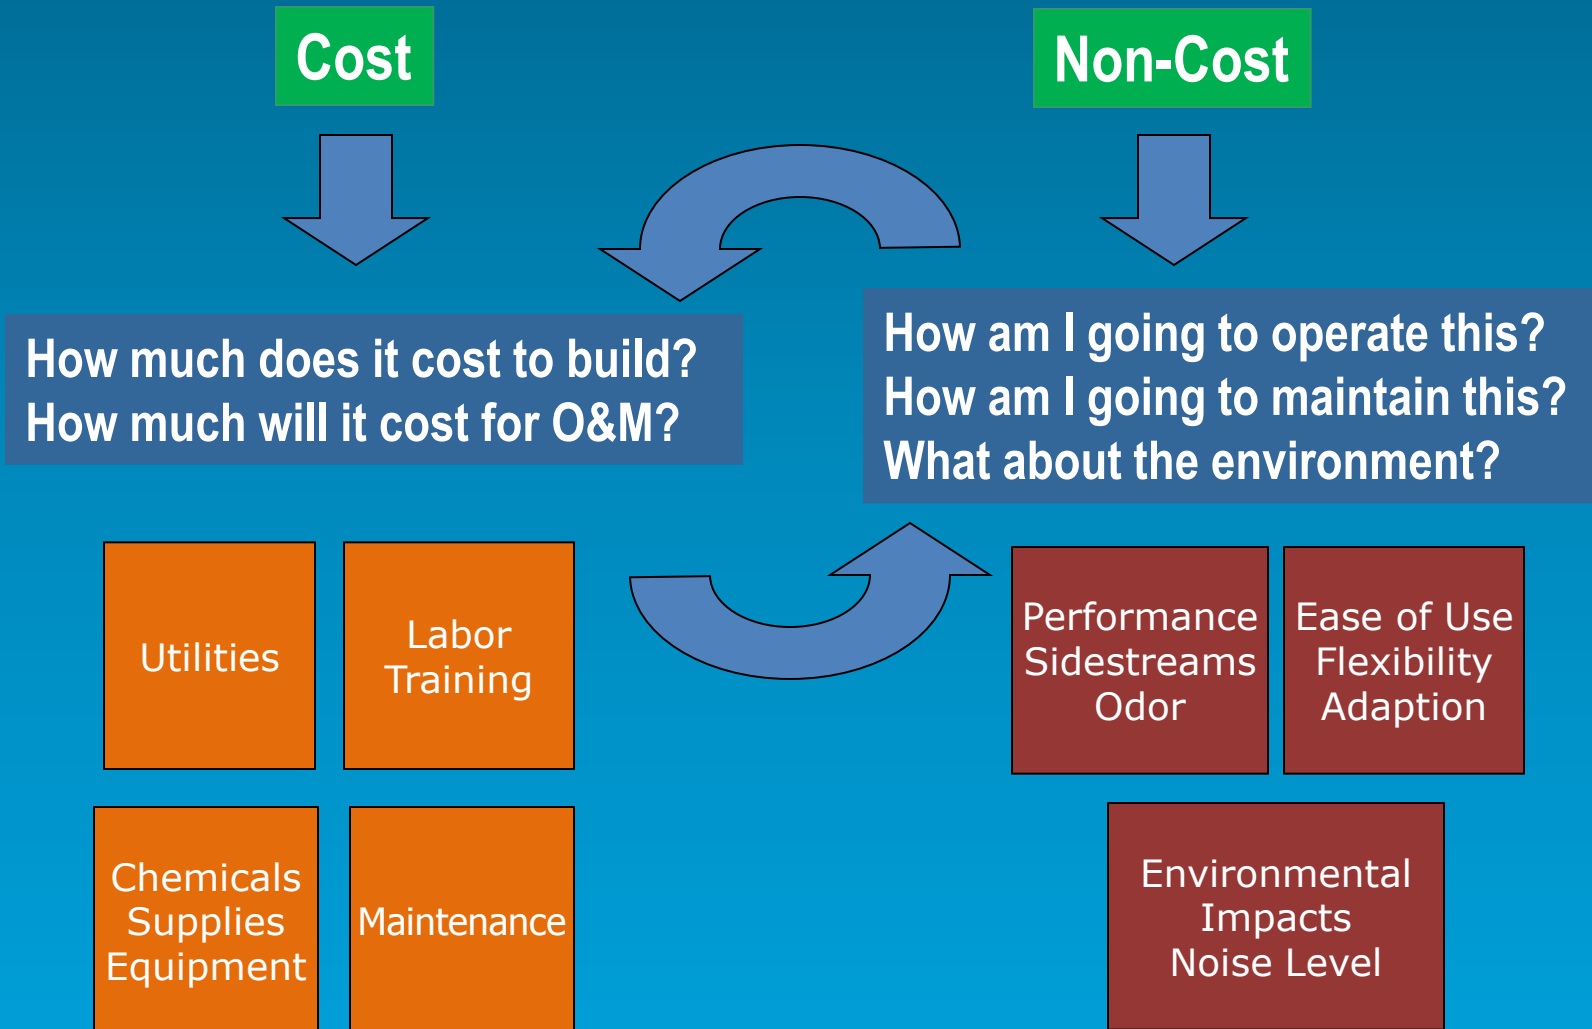 Cost
Non-Cost
How much does it cost to build?
How much will it cost for O&M?
How am I going to operate this?
How am I going to maintain this?
What about the environment?
Utilities
Labor
Training
Performance
Sidestreams
Odor
Ease of Use
Flexibility
Adaption
Chemicals
Supplies
Equipment
Maintenance
Environmental
Impacts
Noise Level